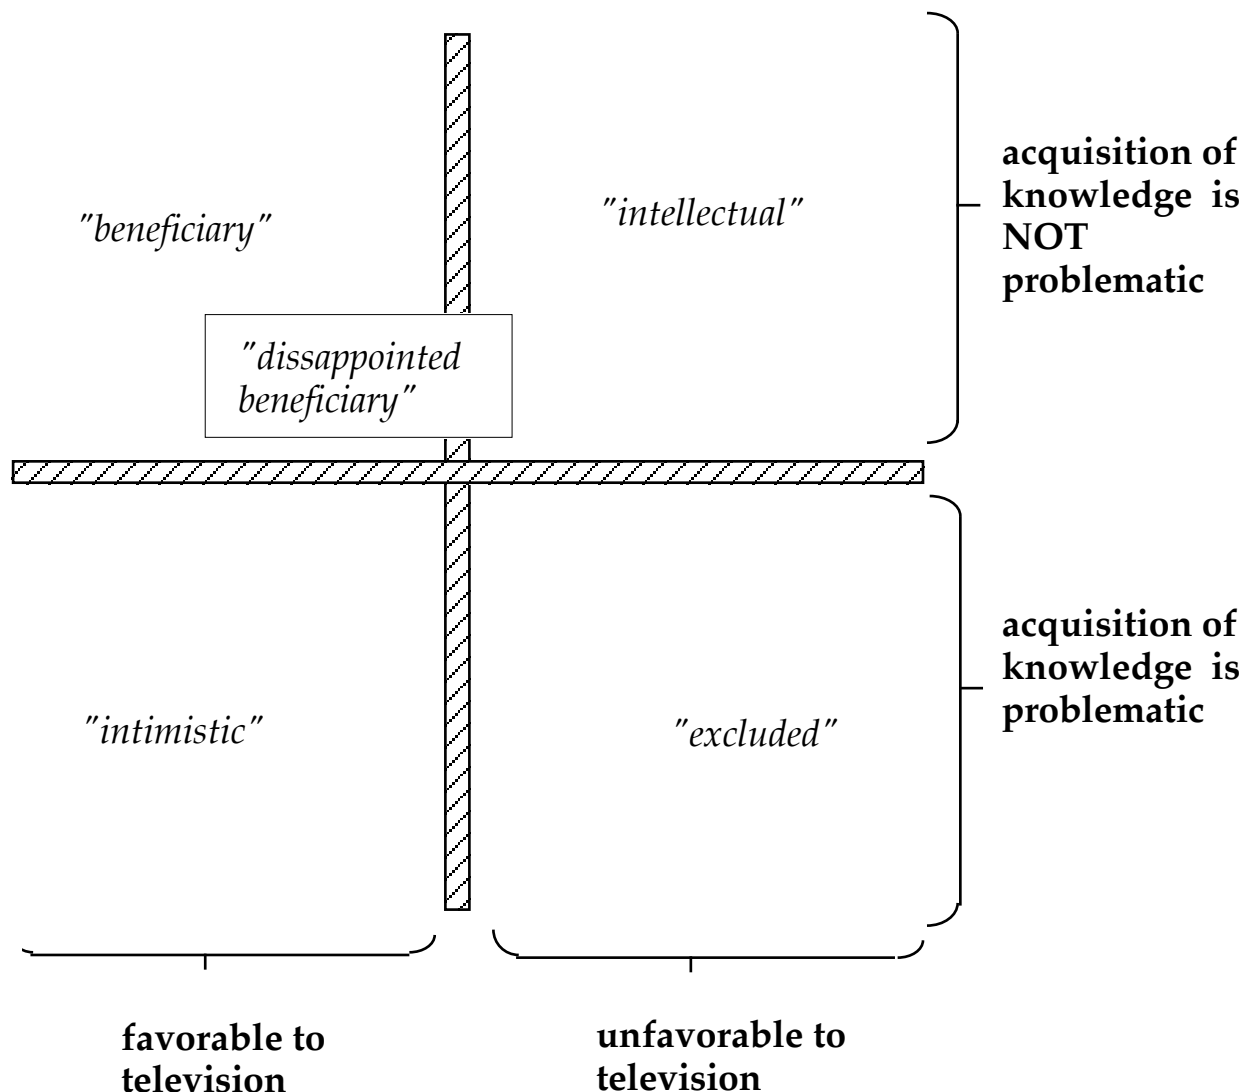 "beneficiary"
"intellectual"
acquisition of
knowledge is
NOT
problematic
"dissappointed
beneficiary"
"intimistic"
"excluded"
acquisition of
knowledge is
problematic
favorable to
television
unfavorable to
television